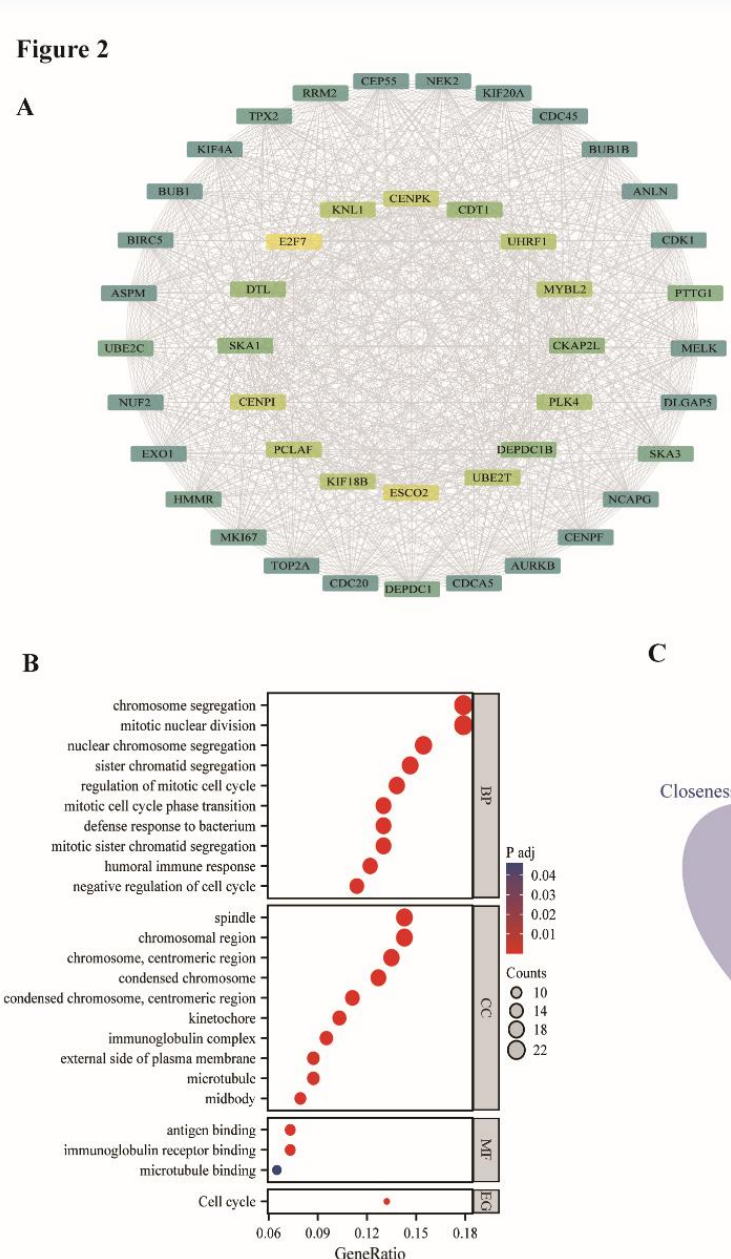 Figure 2
A
CEP55 NEK2
RRM2 KIF20A
TPX2 CDC45
KIF4A BUB1B
BUB1 ANLN
CENPK
KNL1 CDT1
BIRC5 E2F7 UHRF1 CDK1
ASPM DTL MYBL2 PTTG1
UBE2C SKA1 CKAP2L MELK
NUF2 CENPI PLK4 DLGAP5
EXO1 PCLAF DEPDC1B SKA3
KIF18B UBE2T
HMMR ESCO2 NCAPG
MKI67 CENPF
TOP2A AURKB
CDC20 DEPDC1 CDCA5
B
C
chromosome segregation
mitotic nuclear division
nuclear chromosome segregation
sister chromatid segregation
regulation of mitotic cell cycle
mitotic cell cycle phase transition
defense response to bacterium
mitotic sister chromatid segregation
humoral immune response
negative regulation of cell cycle
BP
spindle
chromosomal region
chromosome, centromeric region
condensed chromosome
condensed chromosome, centromeric region
kinetochore
immunoglobulin complex
external side of plasma membrane
microtubule
midbody
CC
antigen binding
immunoglobulin receptor binding
microtubule binding
MF
Cell cycle
EG
0.06 0.09 0.12 0.15 0.18
GeneRatio
P adj
0.04
0.03
0.02
0.01
Counts
10
14
18
22
Closenes